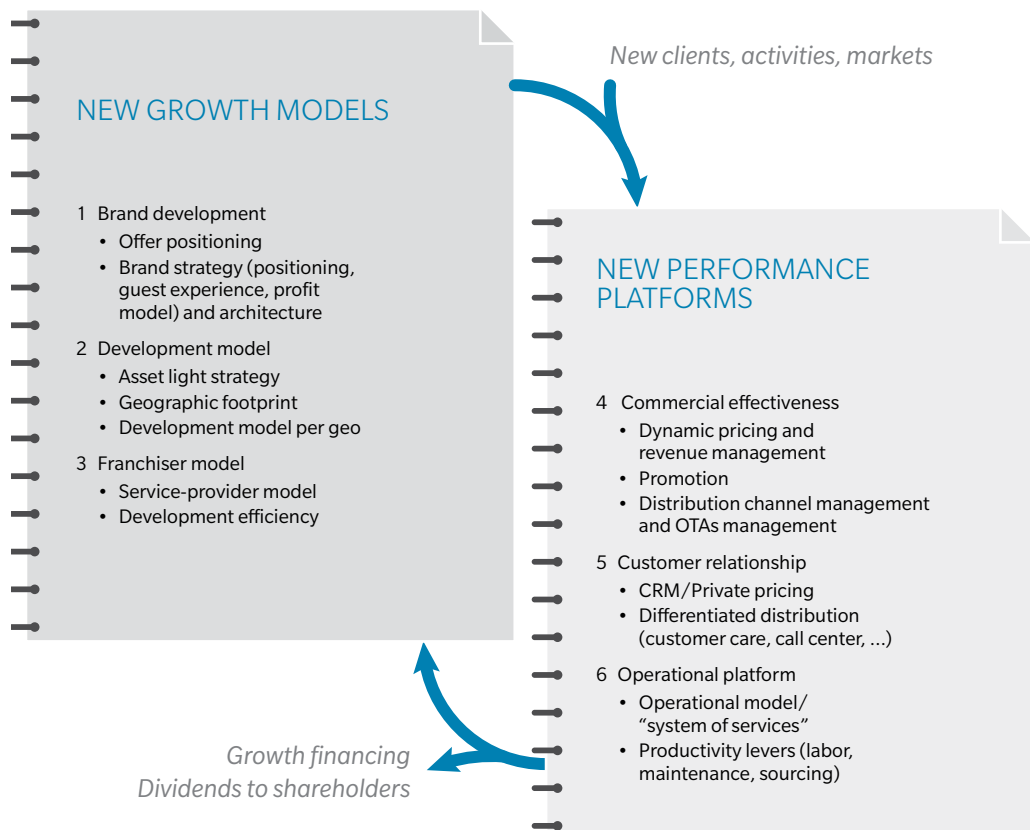 New clients, activities, markets
NEW GROWTH MODELS
1 Brand development
• Offer positioning
• Brand strategy (positioning,
guest experience, profit
model) and architecture
2 Development model
• Asset light strategy
• Geographic footprint
• Development model per geo
3 Franchiser model
• Service-provider model
• Development efficiency
NEW PERFORMANCE
PLATFORMS
4 Commercial effectiveness
• Dynamic pricing and
revenue management
• Promotion
• Distribution channel management
and OTAs management
5 Customer relationship
• CRM/Private pricing
• Differentiated distribution
(customer care, call center, ...)
6 Operational platform
• Operational model/
“system of services”
• Productivity levers (labor,
maintenance, sourcing)
Growth financing
Dividends to shareholders